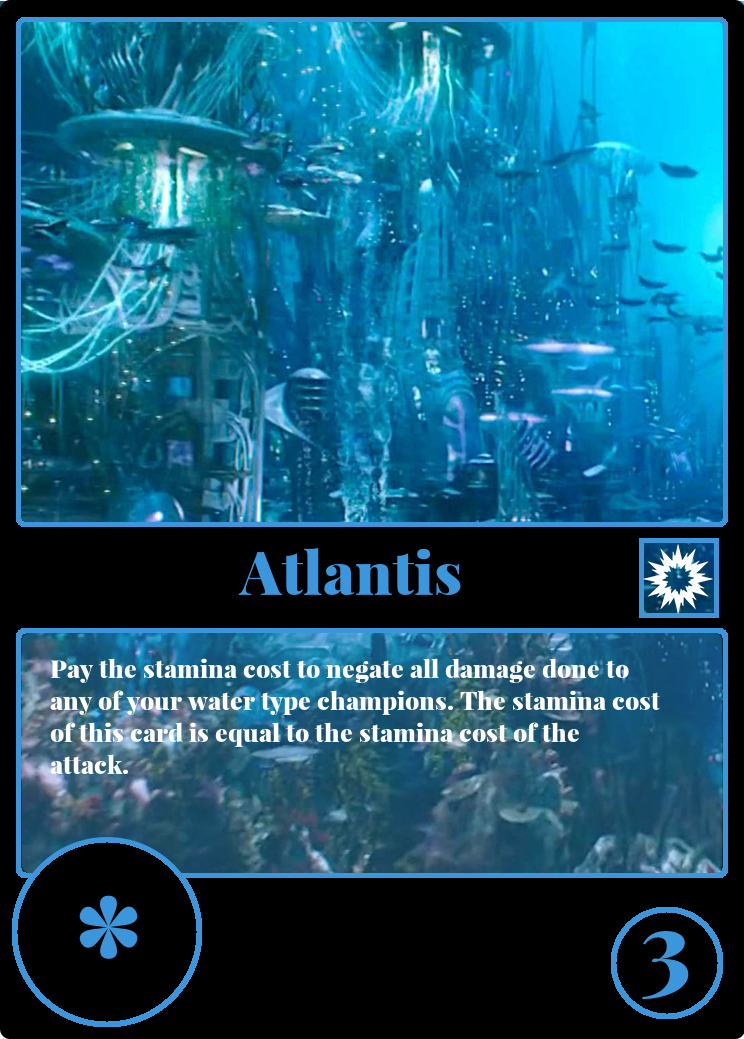 Atlantis
Pay the stamina cost to negate all damage done to
any of your water type champions. The stamina cost
of this card is equal to the stamina cost of the
attack.
*
3